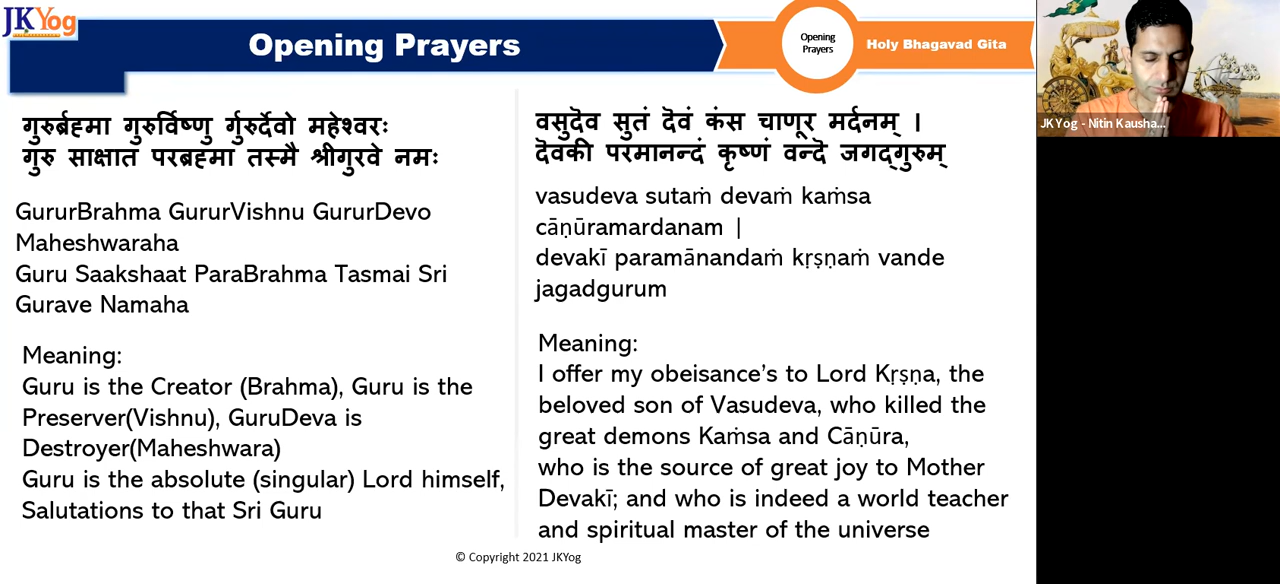 JKYog
Opening Prayers
Opening
Prayers
Holy Bhagavad Gita
गुरुर्ब्रह्मा गुरुर्विष्णु र्गुरुर्देवो महेश्वरः
गुरु साक्षात परब्रह्मा तस्मै श्रीगुरवे नमः
GururBrahma GururVishnu GururDevo
Maheshwaraha
Guru Saakshaat ParaBrahma Tasmai Sri
Gurave Namaha
Meaning:
Guru is the Creator (Brahma), Guru is the
Preserver(Vishnu), GuruDeva is
Destroyer(Maheshwara)
Guru is the absolute (singular) Lord himself,
Salutations to that Sri Guru
वसुदॆव सुतं दॆवं कंस चाणूर मर्दनम् ।
दॆवकी परमानन्दं कृष्णं वन्दॆ जगद्गुरुम्
vasudeva sutaṁ devaṁ kaṁsa
cāṇūramardanam |
devakī paramānandaṁ kṛṣṇaṁ vande
jagadgurum
Meaning:
I offer my obeisance's to Lord Kṛṣṇa, the
beloved son of Vasudeva, who killed the
great demons Kaṁsa and Cāṇūra,
who is the source of great joy to Mother
Devakī; and who is indeed a world teacher
and spiritual master of the universe
© Copyright 2021 JKYog
JKYog - Nitin Kausha...